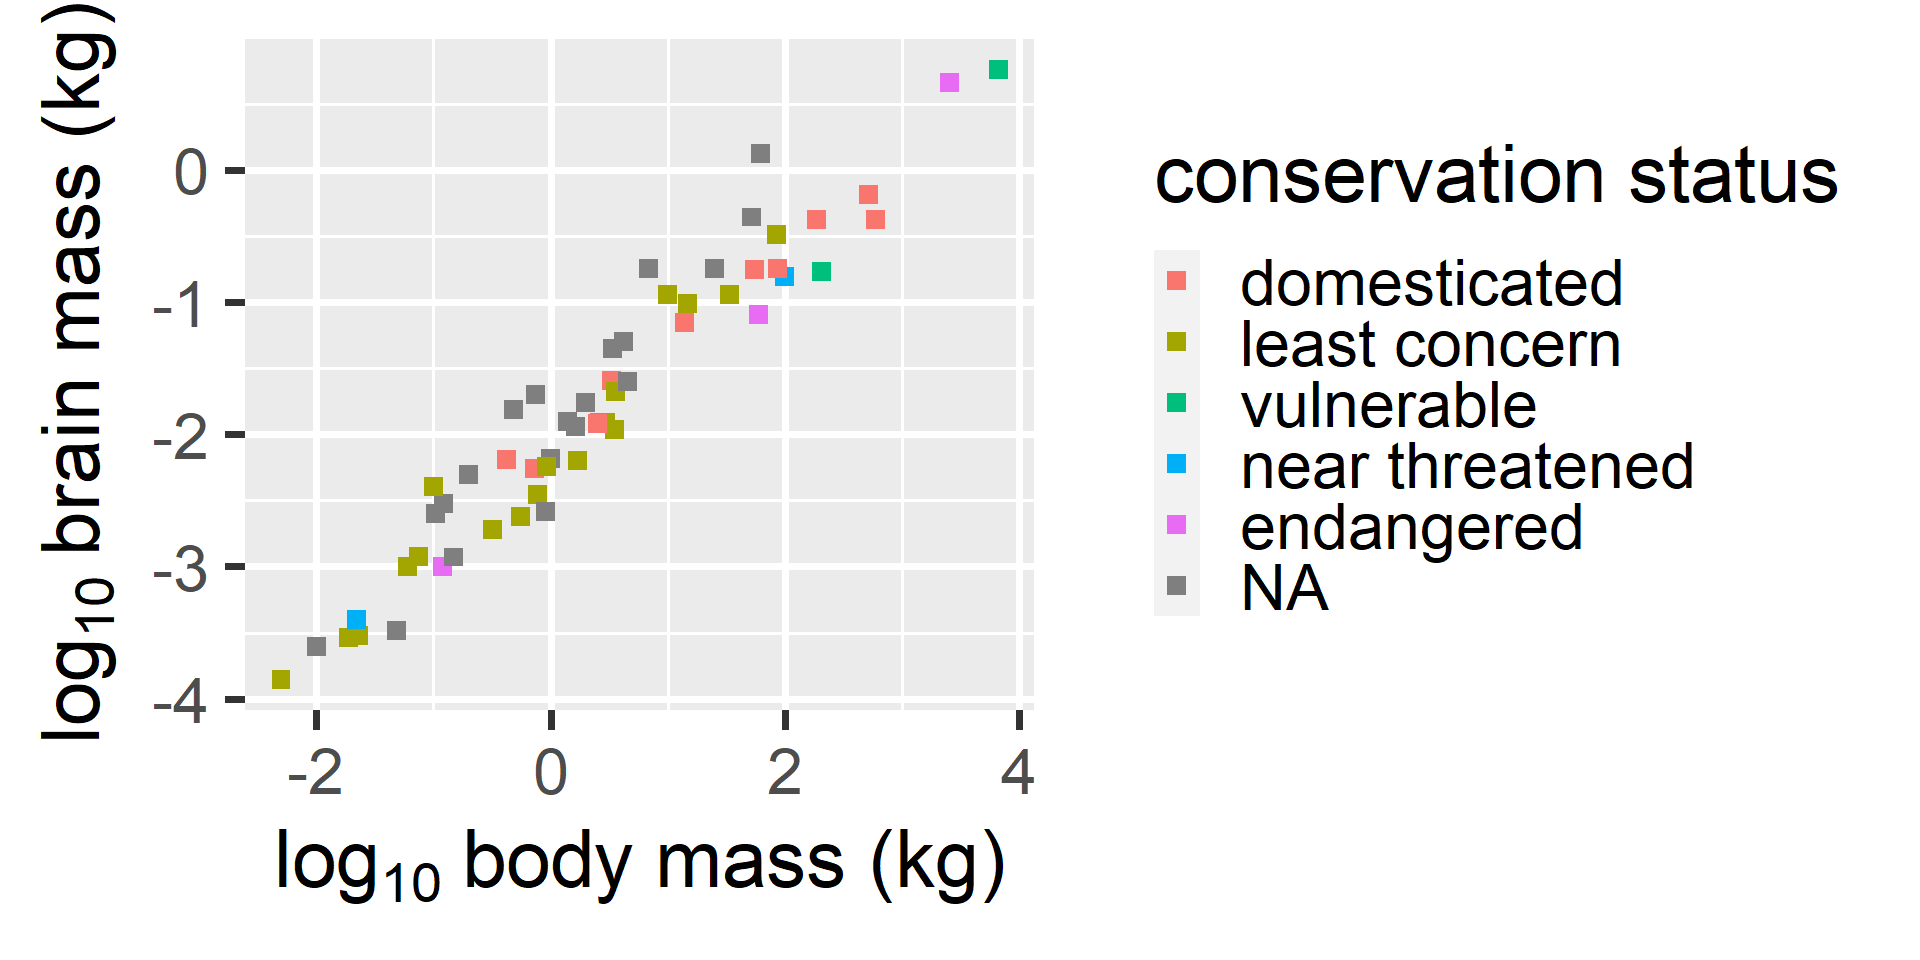 log10 brain mass (kg)
0
-1
-2
-3
-4
-2 0 2 4
log10 body mass (kg)
conservation status
domesticated
least concern
vulnerable
near threatened
endangered
NA